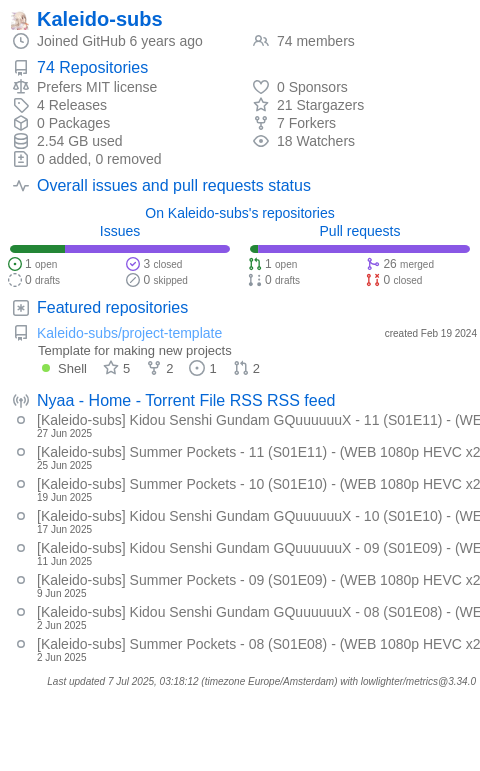 Kaleido-subs
Joined GitHub 6 years ago
74 members
74 Repositories
Prefers MIT license
0 Sponsors
4 Releases
21 Stargazers
0 Packages
7 Forkers
2.54 GB used
18 Watchers
0 added, 0 removed
Overall issues and pull requests status
On Kaleido-subs's repositories
Issues
Pull requests
1 open
3 closed
1 open
26 merged
0 drafts
0 skipped
0 drafts
0 closed
Featured repositories
Kaleido-subs/project-template
created Feb 19 2024
Template for making new projects
Shell 5 2 1 2
Nyaa - Home - Torrent File RSS RSS feed
[Kaleido-subs] Kidou Senshi Gundam GQuuuuuuX - 11 (S01E11) - (WE
27 Jun 2025
[Kaleido-subs] Summer Pockets - 11 (S01E11) - (WEB 1080p HEVC x2
25 Jun 2025
[Kaleido-subs] Summer Pockets - 10 (S01E10) - (WEB 1080p HEVC x2
19 Jun 2025
[Kaleido-subs] Kidou Senshi Gundam GQuuuuuuX - 10 (S01E10) - (WE
17 Jun 2025
[Kaleido-subs] Kidou Senshi Gundam GQuuuuuuX - 09 (S01E09) - (WE
11 Jun 2025
[Kaleido-subs] Summer Pockets - 09 (S01E09) - (WEB 1080p HEVC x2
9 Jun 2025
[Kaleido-subs] Kidou Senshi Gundam GQuuuuuuX - 08 (S01E08) - (WE
2 Jun 2025
[Kaleido-subs] Summer Pockets - 08 (S01E08) - (WEB 1080p HEVC x2
2 Jun 2025
Last updated 7 Jul 2025, 03:18:12 (timezone Europe/Amsterdam) with lowlighter/metrics@3.34.0